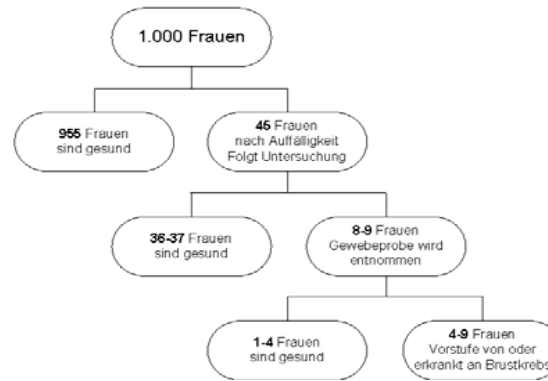 1.000 Frauen
955 Frauen
sind gesund
45 Frauen
nach Auffälligkeit
Folgt Untersuchung
36-37 Frauen
sind gesund
8-9 Frauen
Gewebeprobe wird
entnommen
1-4 Frauen
sind gesund
4-9 Frauen
Vorstufe von oder
erkrankt an Brustkrebs